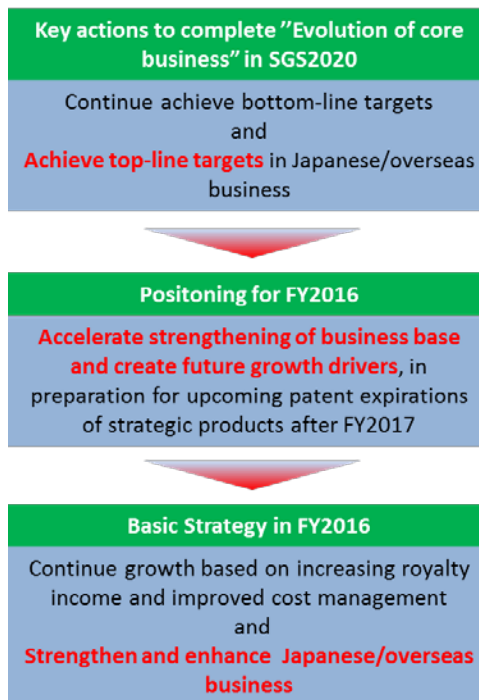 Key actions to complete ”Evolution of core
business” in SGS2020
Continue achieve bottom-line targets
and
Achieve top-line targets in Japanese/overseas
business
Positoning for FY2016
Accelerate strengthening of business base
and create future growth drivers, in
preparation for upcoming patent expirations
of strategic products after FY2017
Basic Strategy in FY2016
Continue growth based on increasing royalty
income and improved cost management
and
Strengthen and enhance Japanese/overseas
business